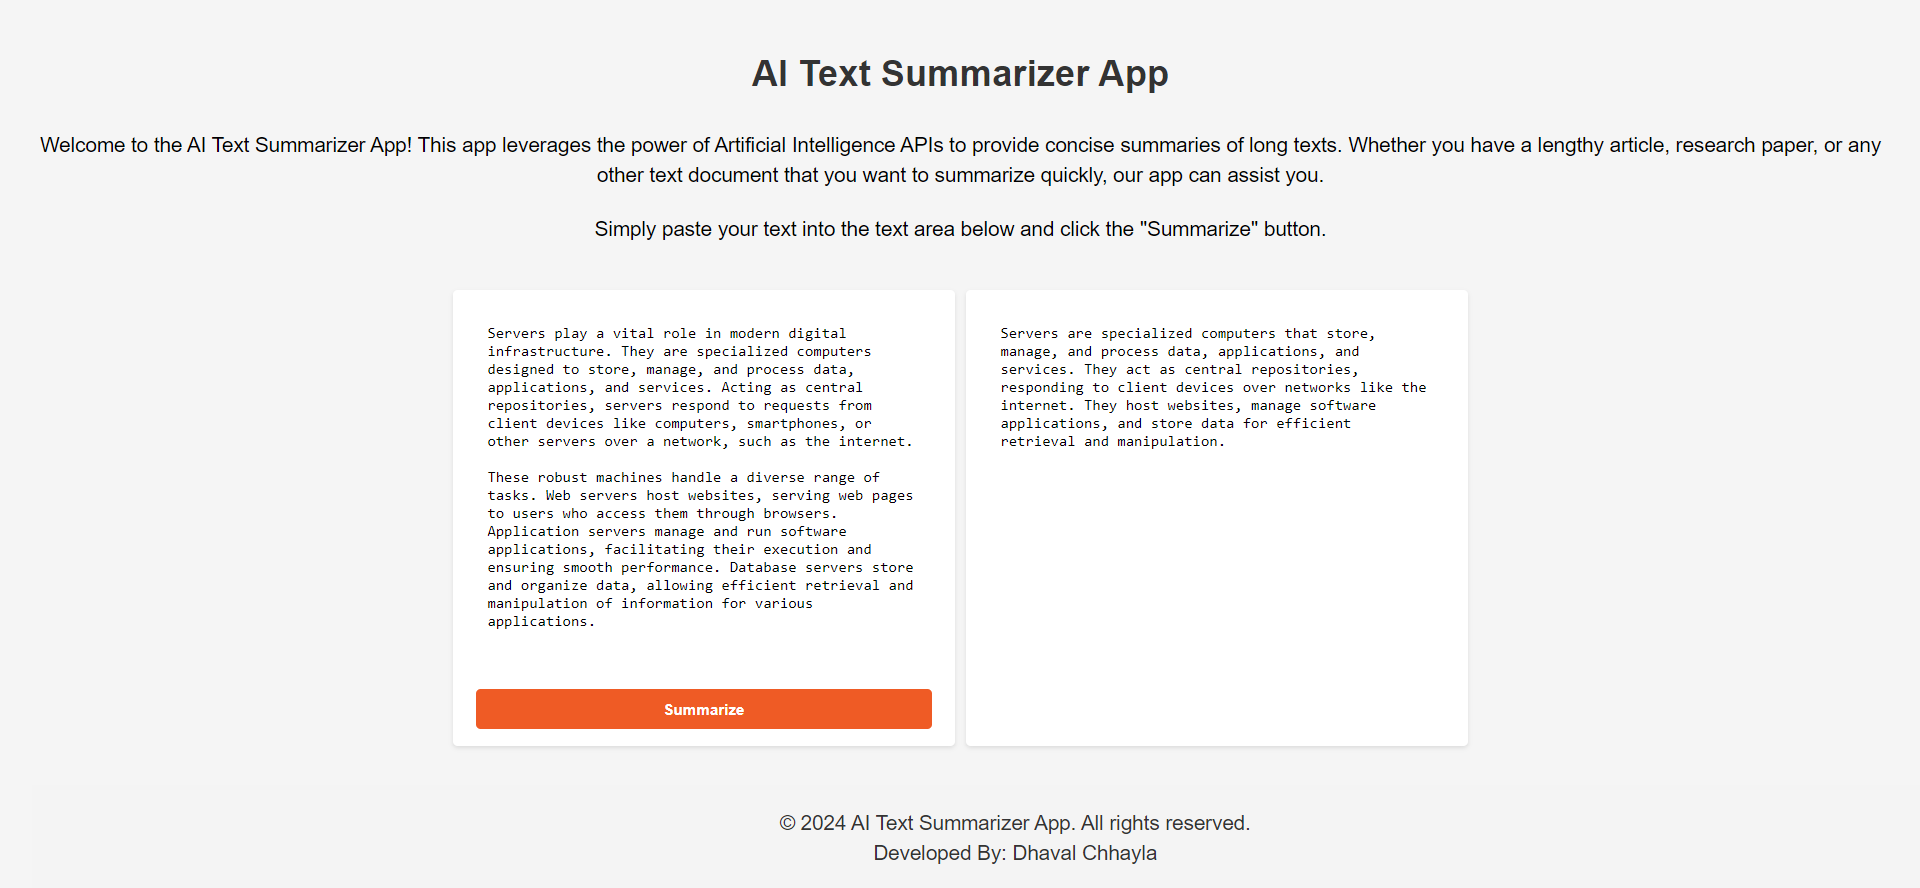 AI Text Summarizer App
Welcome to the AI Text Summarizer App! This app leverages the power of Artificial Intelligence APIs to provide concise summaries of long texts. Whether you have a lengthy article, research paper, or any
other text document that you want to summarize quickly, our app can assist you.
Simply paste your text into the text area below and click the "Summarize" button.
Servers play a vital role in modern digital
infrastructure. They are specialized computers
designed to store, manage, and process data,
applications, and services. Acting as central
repositories, servers respond to requests from
client devices like computers, smartphones, or
other servers over a network, such as the internet.
These robust machines handle a diverse range of
tasks. Web servers host websites, serving web pages
to users who access them through browsers.
Application servers manage and run software
applications, facilitating their execution and
ensuring smooth performance. Database servers store
and organize data, allowing efficient retrieval and
manipulation of information for various
applications.
Summarize
Servers are specialized computers that store,
manage, and process data, applications, and
services. They act as central repositories,
responding to client devices over networks like the
internet. They host websites, manage software
applications, and store data for efficient
retrieval and manipulation.
© 2024 AI Text Summarizer App. All rights reserved.
Developed By: Dhaval Chhayla